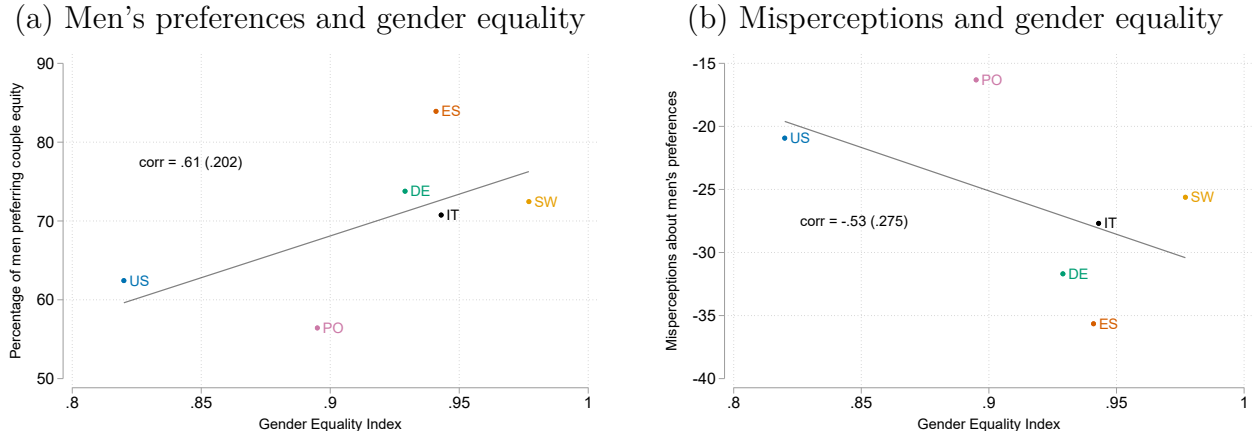 (a) Men's preferences and gender equality
Percentage of men preferring couple equity
90
80
70
60
50
corr = .61 (.202)
ES
DE
IT
SW
US
PO
.8 .85 .9 .95 1
Gender Equality Index
(b) Misperceptions and gender equality
Misperceptions about men's preferences
-15
-20
-25
-30
-35
-40
PO
US
SW
corr = -.53 (.275)
IT
DE
ES
.8 .85 .9 .95 1
Gender Equality Index